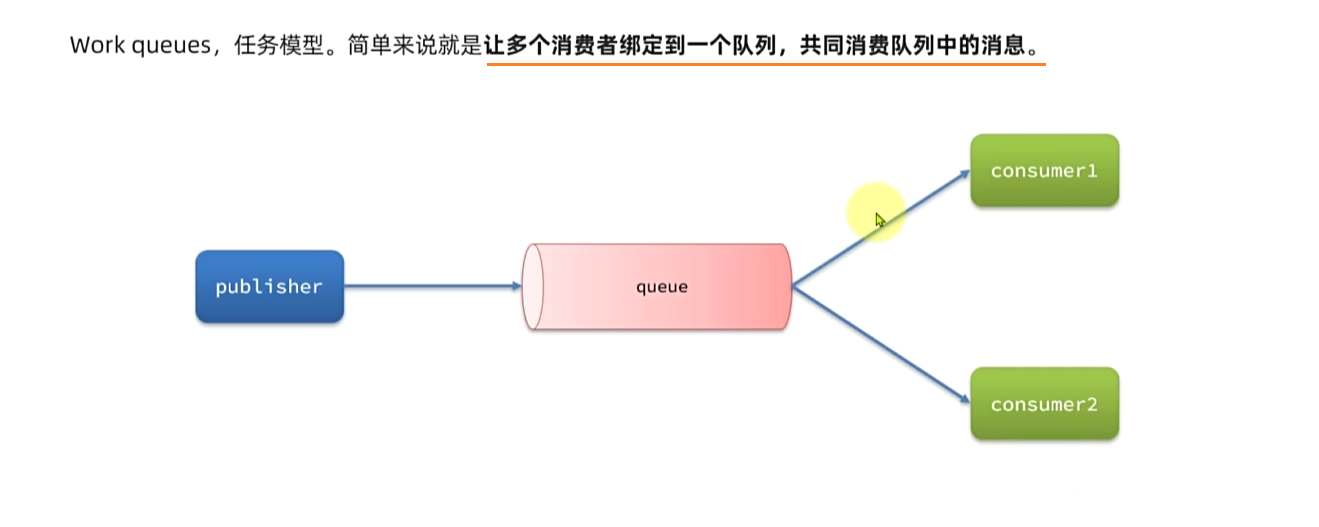 Work queues，任务模型。简单来说就是让多个消费者绑定到一个队列，共同消费队列中的消息。
consumer1
publisher
queue
consumer2